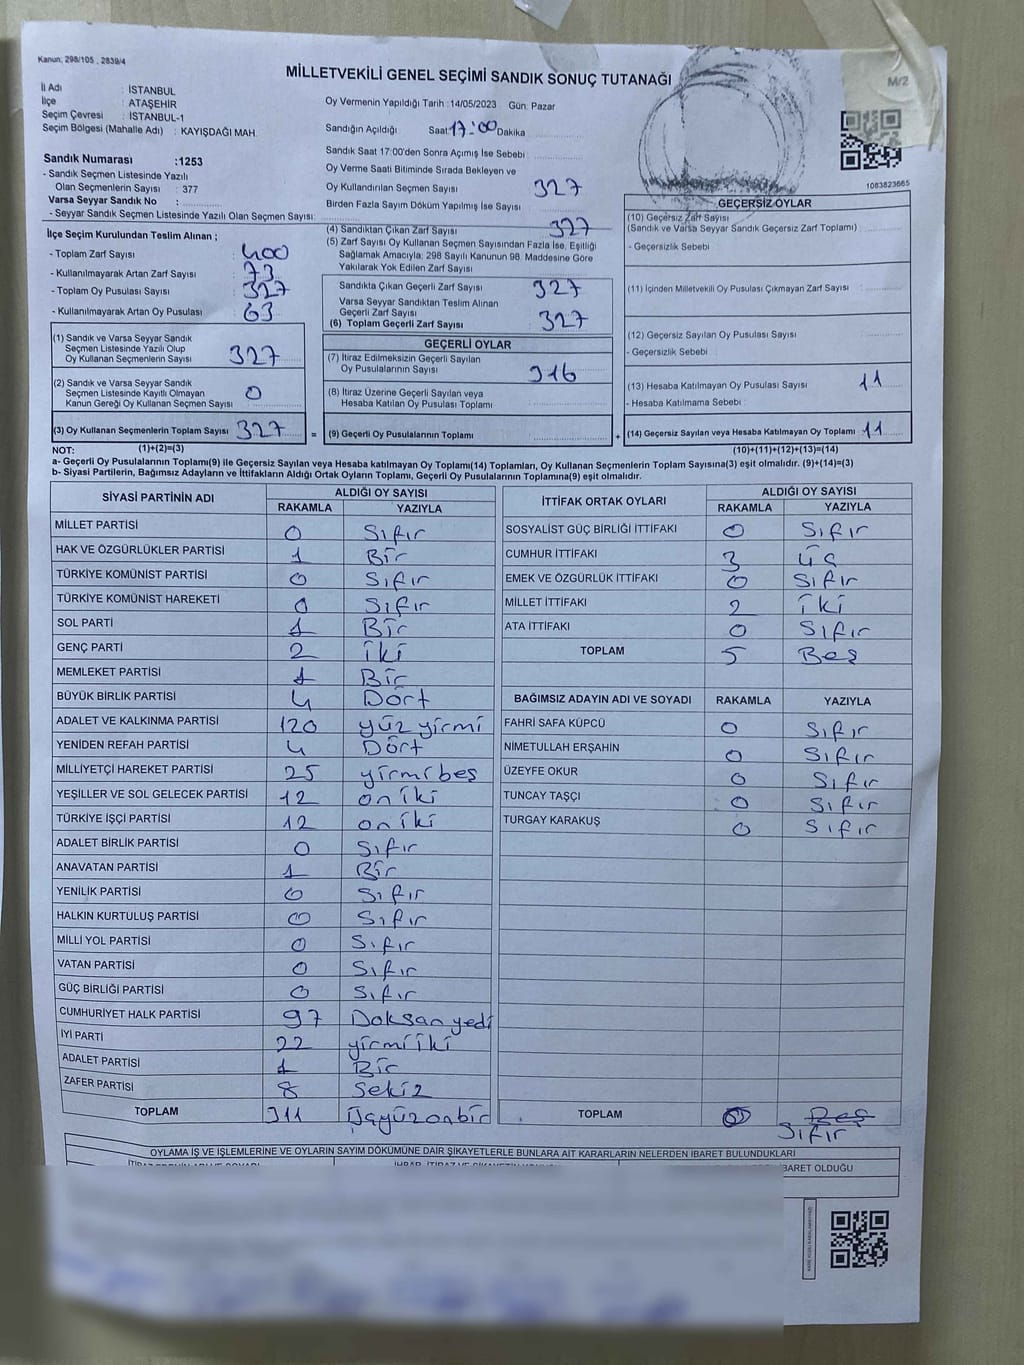 Kanun; 298/105 , 2839/4
MİLLETVEKİLİ GENEL SEÇİMİ SANDIK SONUÇ TUTANAĞI
M/2
İl Adı : İSTANBUL
İlçe : ATAŞEHİR
Seçim Çevresi : İSTANBUL-1
Seçim Bölgesi (Mahalle Adı) : KAYIŞDAĞI MAH.
Oy Vermenin Yapıldığı Tarih :14/05/2023 Gün: Pazar
Sandığın Açıldığı Saat 17:00 Dakika
Sandık Saat 17:00'den Sonra Açımış İse Sebebi :
Oy Verme Saati Bitiminde Sırada Bekleyen ve
Oy Kullandırılan Seçmen Sayısı 327
Birden Fazla Sayım Döküm Yapılmış İse Sayısı
1083823665
Sandık Numarası :1253
- Sandık Seçmen Listesinde Yazılı
Olan Seçmenlerin Sayısı : 377
Varsa Seyyar Sandık No :
- Seyyar Sandık Seçmen Listesinde Yazılı Olan Seçmen Sayısı:
İlçe Seçim Kurulundan Teslim Alınan ;
- Toplam Zarf Sayısı : 400
- Kullanılmayarak Artan Zarf Sayısı : 73
- Toplam Oy Pusulası Sayısı : 327
- Kullanılmayarak Artan Oy Pusulası : 63
(1) Sandık ve Varsa Seyyar Sandık
Seçmen Listesinde Yazılı Olup
Oy Kullanan Seçmenlerin Sayısı 327
(2) Sandık ve Varsa Seyyar Sandık
Seçmen Listesinde Kayıtlı Olmayan
Kanun Gereği Oy Kullanan Seçmen Sayısı : 0
(3) Oy Kullanan Seçmenlerin Toplam Sayısı 327
(4) Sandıktan Çıkan Zarf Sayısı 327
(5) Zarf Sayısı Oy Kullanan Seçmen Sayısından Fazla İse, Eşitliği
Sağlamak Amacıyla; 298 Sayılı Kanunun 98. Maddesine Göre
Yakılarak Yok Edilen Zarf Sayısı
Sandıkta Çıkan Geçerli Zarf Sayısı 327
Varsa Seyyar Sandıktan Teslim Alınan
Geçerli Zarf Sayısı :
(6) Toplam Geçerli Zarf Sayısı 327
GEÇERLİ OYLAR
(7) İtiraz Edilmeksizin Geçerli Sayılan
Oy Pusulalarının Sayısı 316
(8) İtiraz Üzerine Geçerli Sayılan veya
Hesaba Katılan Oy Pusulası Toplamı
= (9) Geçerli Oy Pusulalarının Toplamı
GEÇERSİZ OYLAR
(10) Geçersiz Zarf Sayısı
(Sandık ve Varsa Seyyar Sandık Geçersiz Zarf Toplamı)
- Geçersizlik Sebebi :
(11) İçinden Milletvekili Oy Pusulası Çıkmayan Zarf Sayısı :
(12) Geçersiz Sayılan Oy Pusulası Sayısı
- Geçersizlik Sebebi :
(13) Hesaba Katılmayan Oy Pusulası Sayısı 11
- Hesaba Katılmama Sebebi :
+ (14) Geçersiz Sayılan veya Hesaba Katılmayan Oy Toplamı 11
NOT: (1)+(2)=(3) (10)+(11)+(12)+(13)=(14)
a- Geçerli Oy Pusulalarının Toplamı(9) ile Geçersiz Sayılan veya Hesaba katılmayan Oy Toplamı(14) Toplamları, Oy Kullanan Seçmenlerin Toplam Sayısına(3) eşit olmalıdır. (9)+(14)=(3)
b- Siyasi Partilerin, Bağımsız Adayların ve İttifakların Aldığı Ortak Oyların Toplamı, Geçerli Oy Pusulalarının Toplamına(9) eşit olmalıdır.
SİYASİ PARTİNİN ADI ALDIĞI OY SAYISI
RAKAMLA YAZIYLA
MİLLET PARTİSİ 0 Sıfır
HAK VE ÖZGÜRLÜKLER PARTİSİ 1 Bir
TÜRKİYE KOMÜNİST PARTİSİ 0 Sıfır
TÜRKİYE KOMÜNİST HAREKETİ 0 Sıfır
SOL PARTİ 1 Bir
GENÇ PARTİ 2 iki
MEMLEKET PARTİSİ 1 Bir
BÜYÜK BİRLİK PARTİSİ 4 Dört
ADALET VE KALKINMA PARTİSİ 120 yüz yirmi
YENİDEN REFAH PARTİSİ 4 Dört
MİLLİYETÇİ HAREKET PARTİSİ 25 yirmi beş
YEŞİLLER VE SOL GELECEK PARTİSİ 12 on iki
TÜRKİYE İŞÇİ PARTİSİ 12 on iki
ADALET BİRLİK PARTİSİ 0 Sıfır
ANAVATAN PARTİSİ 1 Bir
YENİLİK PARTİSİ 0 Sıfır
HALKIN KURTULUŞ PARTİSİ 0 Sıfır
MİLLİ YOL PARTİSİ 0 Sıfır
VATAN PARTİSİ 0 Sıfır
GÜÇ BİRLİĞİ PARTİSİ 0 Sıfır
CUMHURİYET HALK PARTİSİ 97 Doksan yedi
İYİ PARTİ 22 yirmi iki
ADALET PARTİSİ 1 Bir
ZAFER PARTİSİ 8 Sekiz
TOPLAM 311 Üçyüzonbir
İTTİFAK ORTAK OYLARI ALDIĞI OY SAYISI
RAKAMLA YAZIYLA
SOSYALİST GÜÇ BİRLİĞİ İTTİFAKI 0 Sıfır
CUMHUR İTTİFAKI 3 üç
EMEK VE ÖZGÜRLÜK İTTİFAKI 0 Sıfır
MİLLET İTTİFAKI 2 iki
ATA İTTİFAKI 0 Sıfır
TOPLAM 5 Beş
BAĞIMSIZ ADAYIN ADI VE SOYADI RAKAMLA YAZIYLA
FAHRİ SAFA KÜPCÜ 0 Sıfır
NİMETULLAH ERŞAHİN 0 Sıfır
ÜZEYFE OKUR 0 Sıfır
TUNCAY TAŞÇI 0 Sıfır
TURGAY KARAKUŞ 0 Sıfır
TOPLAM Beş
Sıfır
OYLAMA İŞ VE İŞLEMLERİNE VE OYLARIN SAYIM DÖKÜMÜNE DAİR ŞİKAYETLERLE BUNLARA AİT KARARLARIN NELERDEN İBARET BULUNDUKLARI
İBARET OLDUĞU